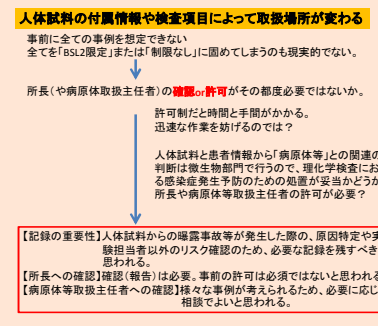 人体試料の付属情報や検査項目によって取扱場所が変わる
事前に全ての事例を想定できない
全てを「BSL2限定」または「制限なし」に固めてしまうのも現実的でない。
所長（や病原体取扱主任者）の確認or許可がその都度必要ではないか。
許可制だと時間と手間がかかる。
迅速な作業を妨げるのでは？
人体試料と患者情報から「病原体等」との関連の
判断は微生物部門で行うので、理化学検査にお
る感染症発生予防のための処置が妥当かどうか
所長や病原体等取扱主任者の許可が必要？
【記録の重要性】人体試料からの曝露事故等が発生した際の、原因特定や実
験担当者以外のリスク確認のため、必要な記録を残すべき
思われる。
【所長への確認】確認（報告）は必要。事前の許可は必須ではないと思われる
【病原体等取扱主任者への確認】様々な事例が考えられるため、必要に応じ
相談でよいと思われる。